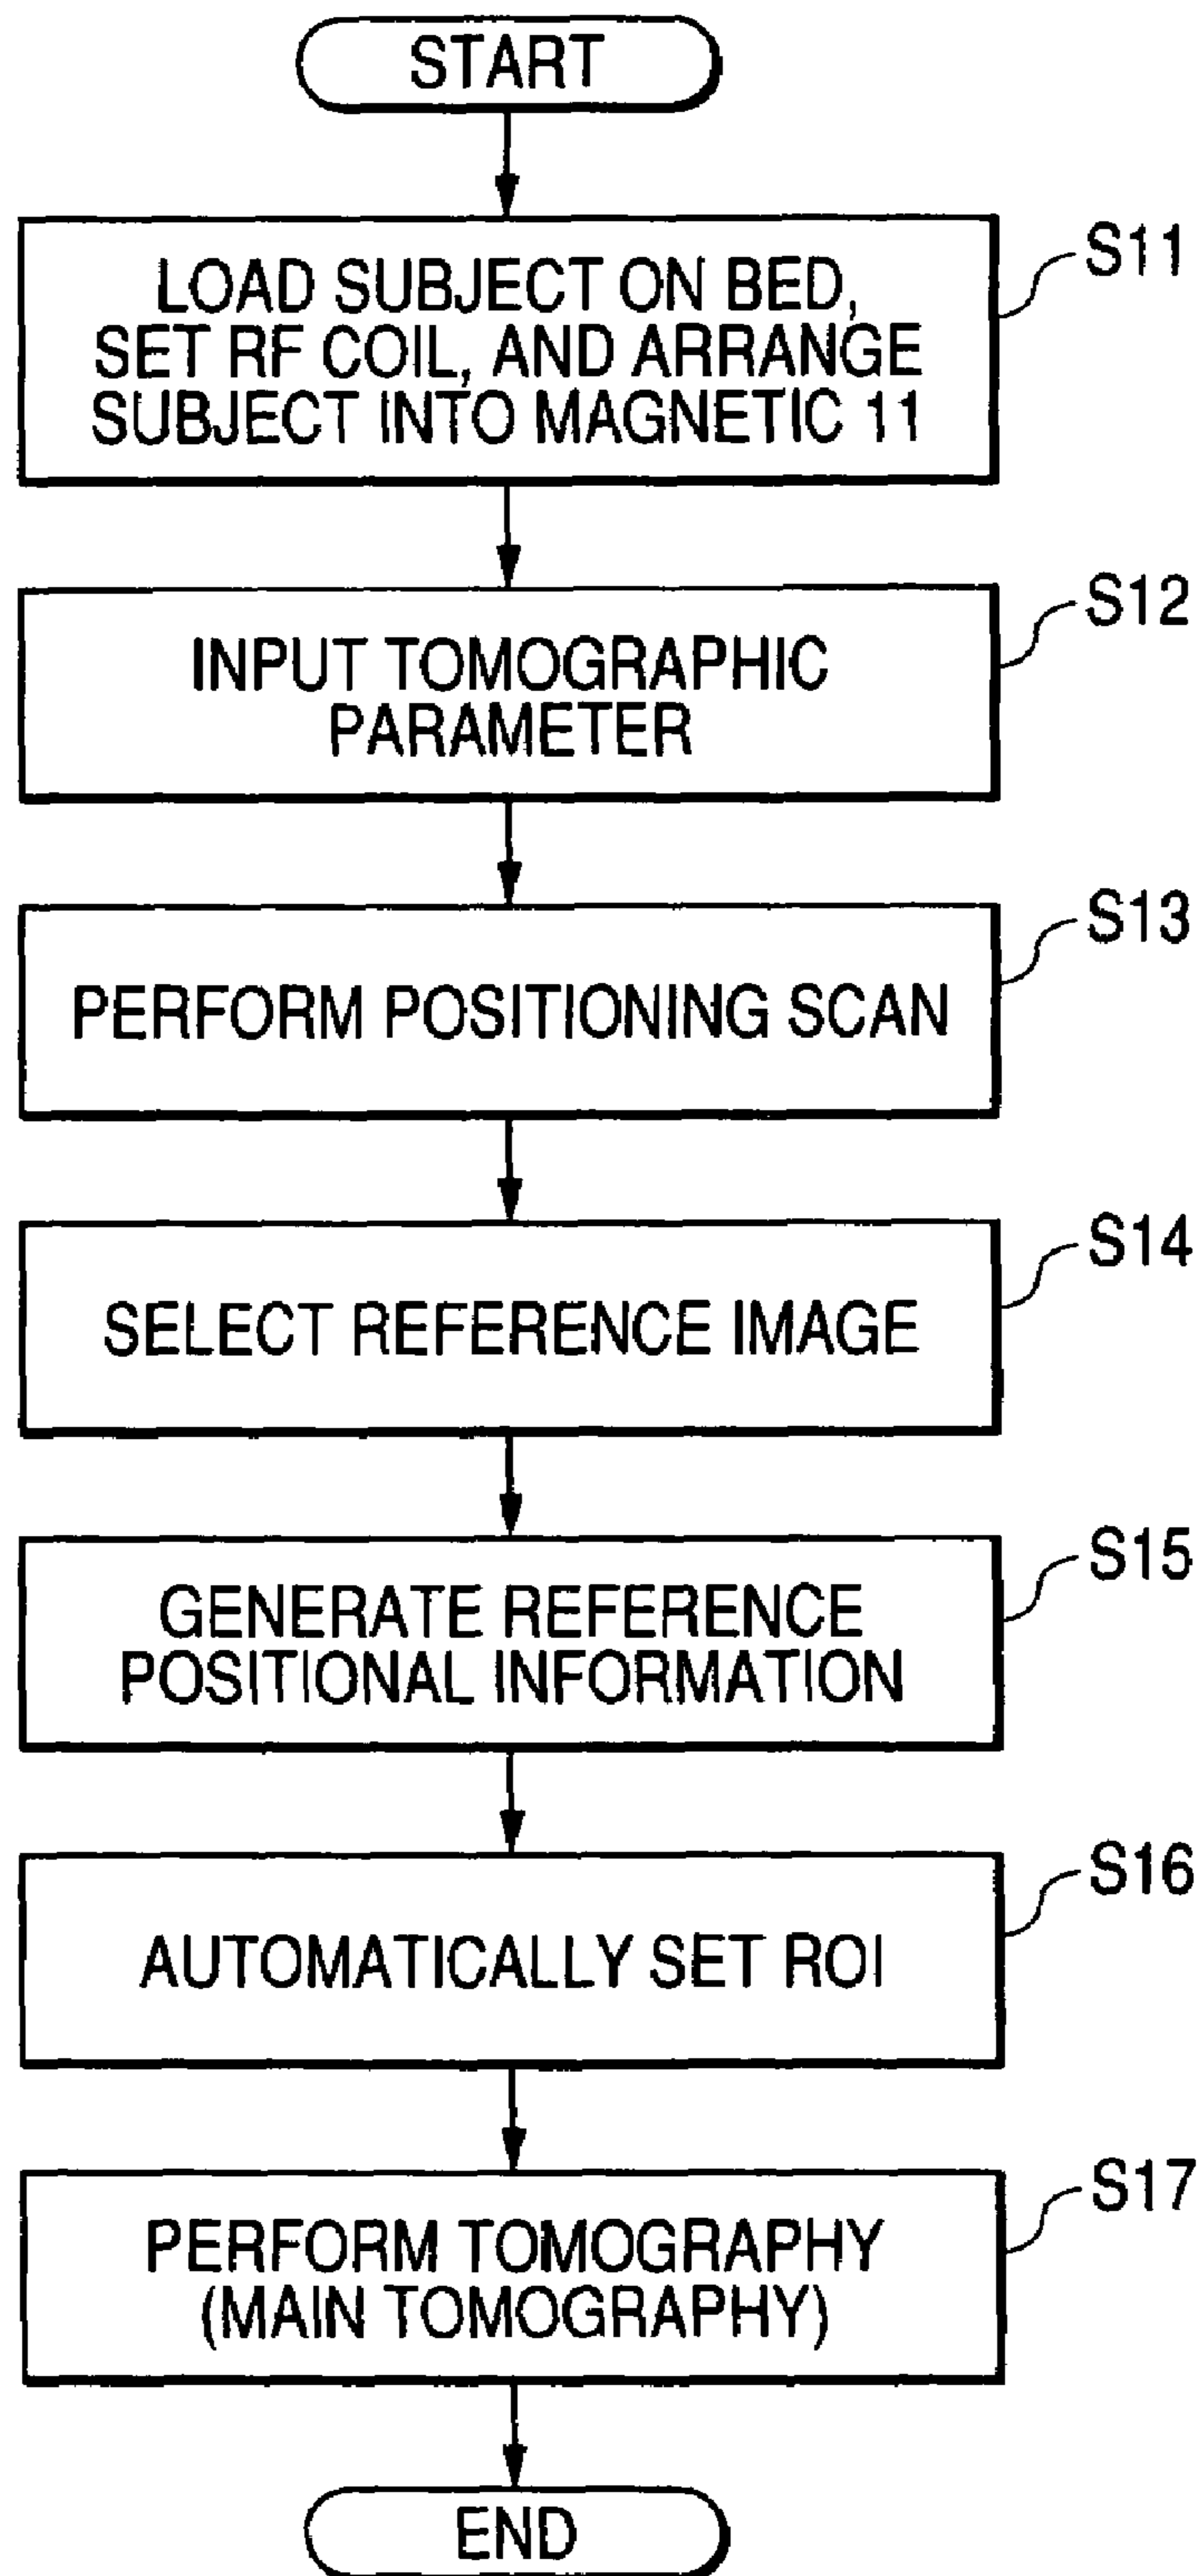 START
LOAD SUBJECT ON BED,
SET RF COIL, AND ARRANGE
SUBJECT INTO MAGNETIC 11
S11
INPUT TOMOGRAPHIC
PARAMETER
S12
PERFORM POSITIONING SCAN
S13
SELECT REFERENCE IMAGE
S14
GENERATE REFERENCE
POSITIONAL INFORMATION
S15
AUTOMATICALLY SET ROI
S16
PERFORM TOMOGRAPHY
(MAIN TOMOGRAPHY)
S17
END